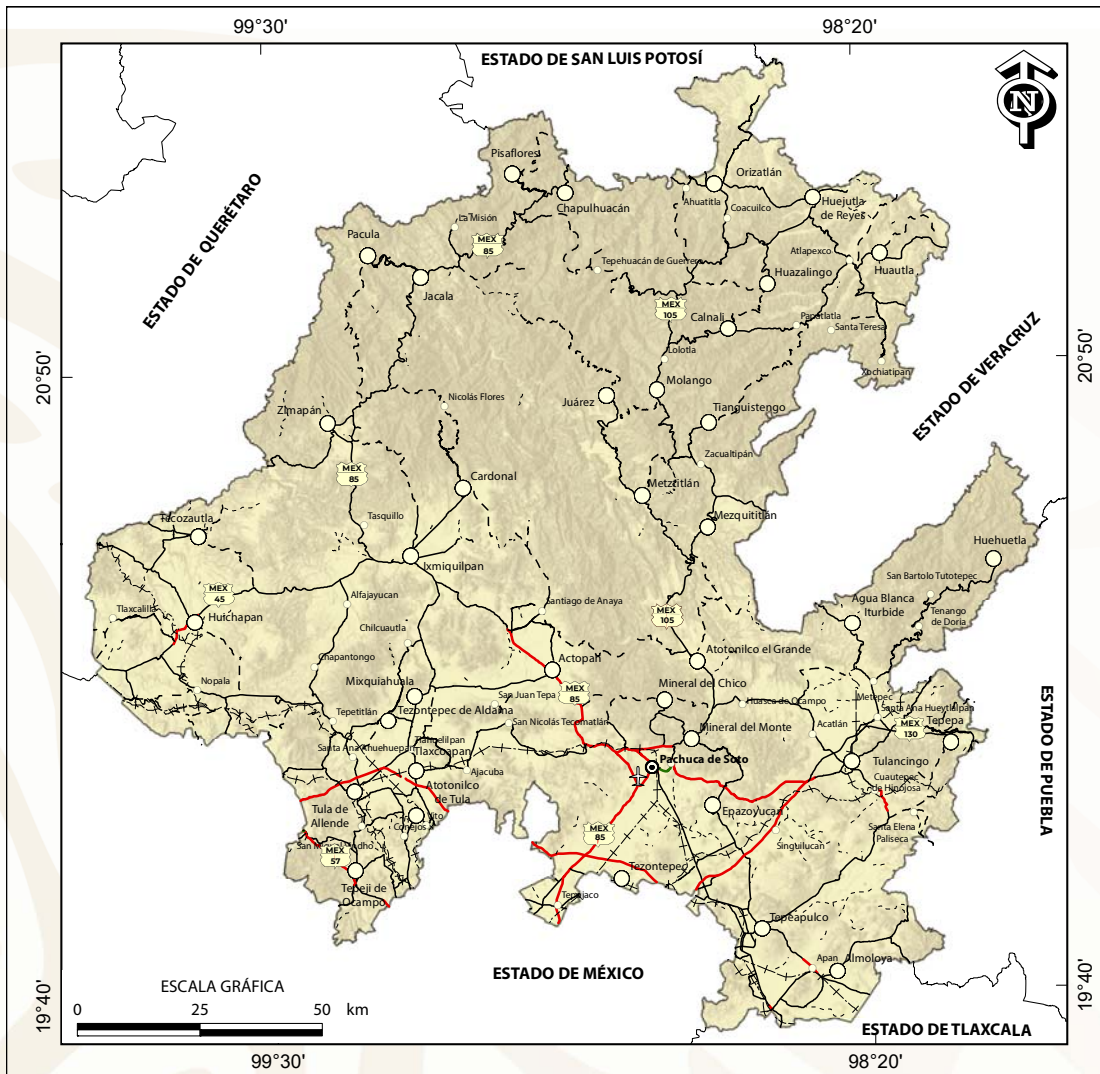 99°30'
98°20'
ESTADO DE SAN LUIS POTOSÍ
N
Pisaflores
Orizatlán
Chapulhuacán
Ahuatitla
Huejutla
de Reyes
Coacuilco
La Misión
ESTADO DE QUERÉTARO
MEX
85
Pacula
Atlapexco
Huautla
Tepehuacán de Guerrero
Jacala
Huazalingo
MEX
105
Calnali
Papatlatla
Santa Teresa
ESTADO DE VERACRUZ
20°50'
20°50'
Lolotla
Xochiatipan
Molango
Juárez
Nicolás Flores
Tianguistengo
Zimapán
Zacualtipán
MEX
85
Cardonal
Metztitlán
Tasquillo
Mezquititlán
Tecozautla
Huehuetla
Ixmiquilpan
San Bartolo Tutotepec
MEX
45
Alfajayucan
Agua Blanca
Iturbide
Tlaxcalilla
Santiago de Anaya
Tenango
de Doria
MEX
105
Huichapan
Chilcuautla
Atotonilco el Grande
Chapantongo
Actopan
Nopala
Mixquiahuala
MEX
85
Mineral del Chico
Metepec
San Juan Tepa
Huasca de Ocampo
Santa Ana Hueytlalpan
Tepetitlán
Tezontepec de Aldama
San Nicolás Tecomatlán
Acatlán
MEX
130
Tepepa
Mineral del Monte
Santa Ana Ahuehuepan
Tlahuelilpan
Tlaxcoapan
Pachuca de Soto
Tulancingo
Ajacuba
Cuautepec
de Hinojosa
Atotonilco
de Tula
Tula de
Allende
Epazoyucan
Santa Elena
Paliseca
Conejos
MEX
85
Singuilucan
MEX
57
Tezontepec
Tepeji de
Ocampo
Tepeapulco
Apan
Almoloya
ESTADO DE PUEBLA
ESTADO DE MÉXICO
ESCALA GRÁFICA
0
25
50
km
19°40'
19°40'
ESTADO DE TLAXCALA
99°30'
98°20'